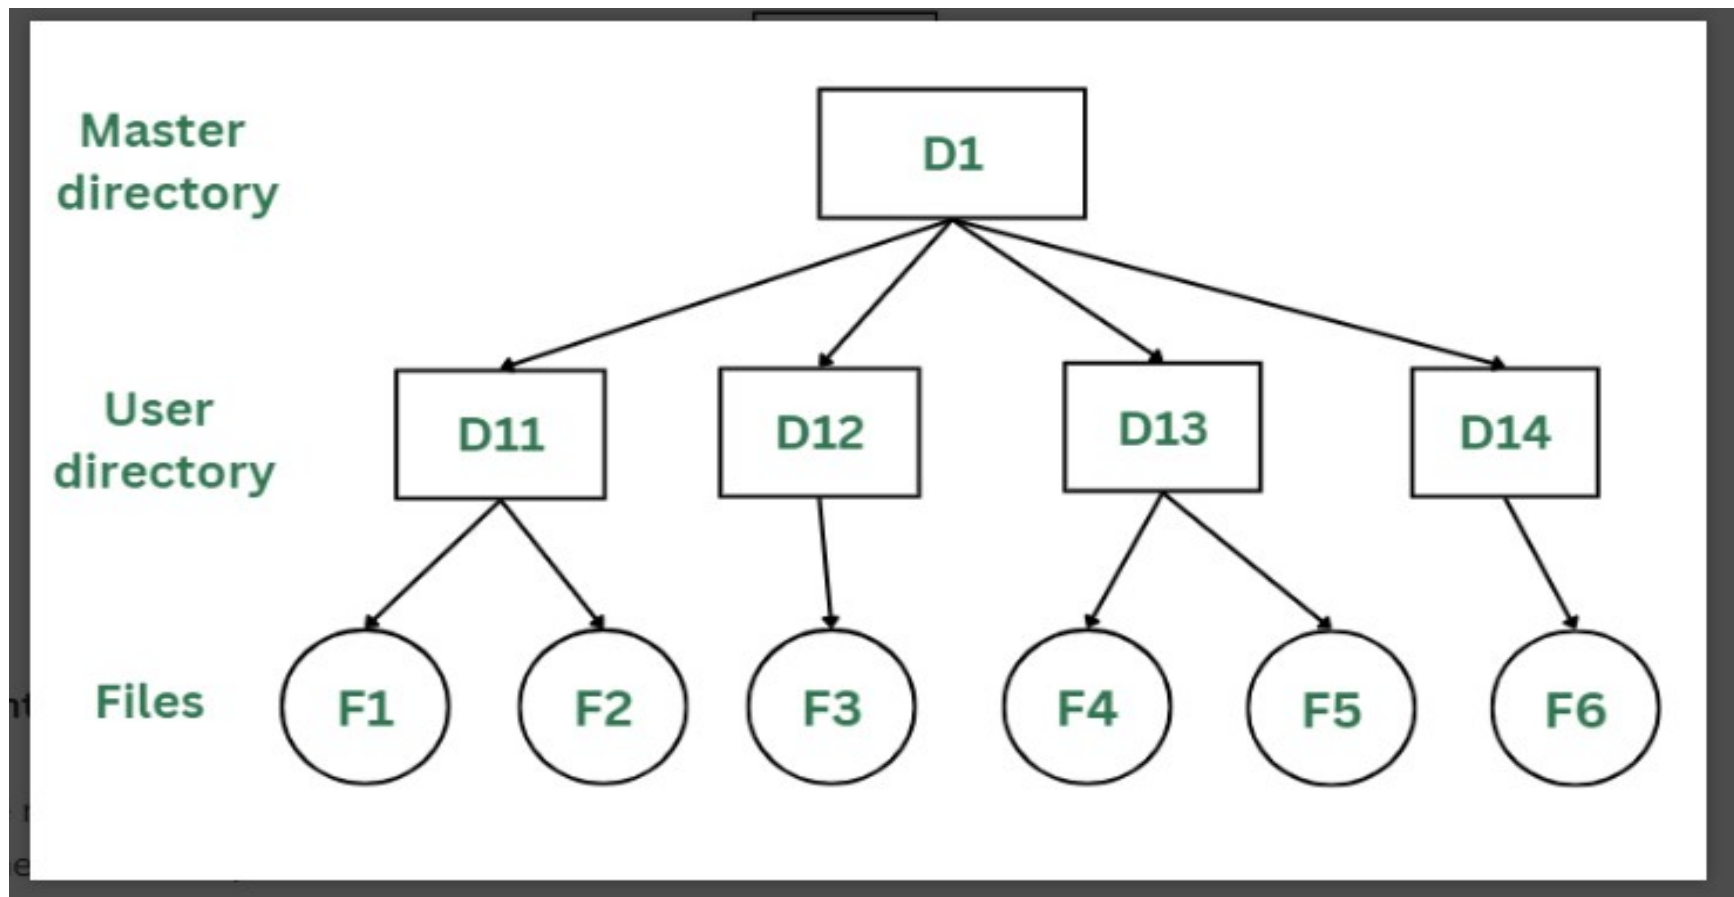 Master
directory
D1
User
directory
D11
D12
D13
D14
Files
F1
F2
F3
F4
F5
F6